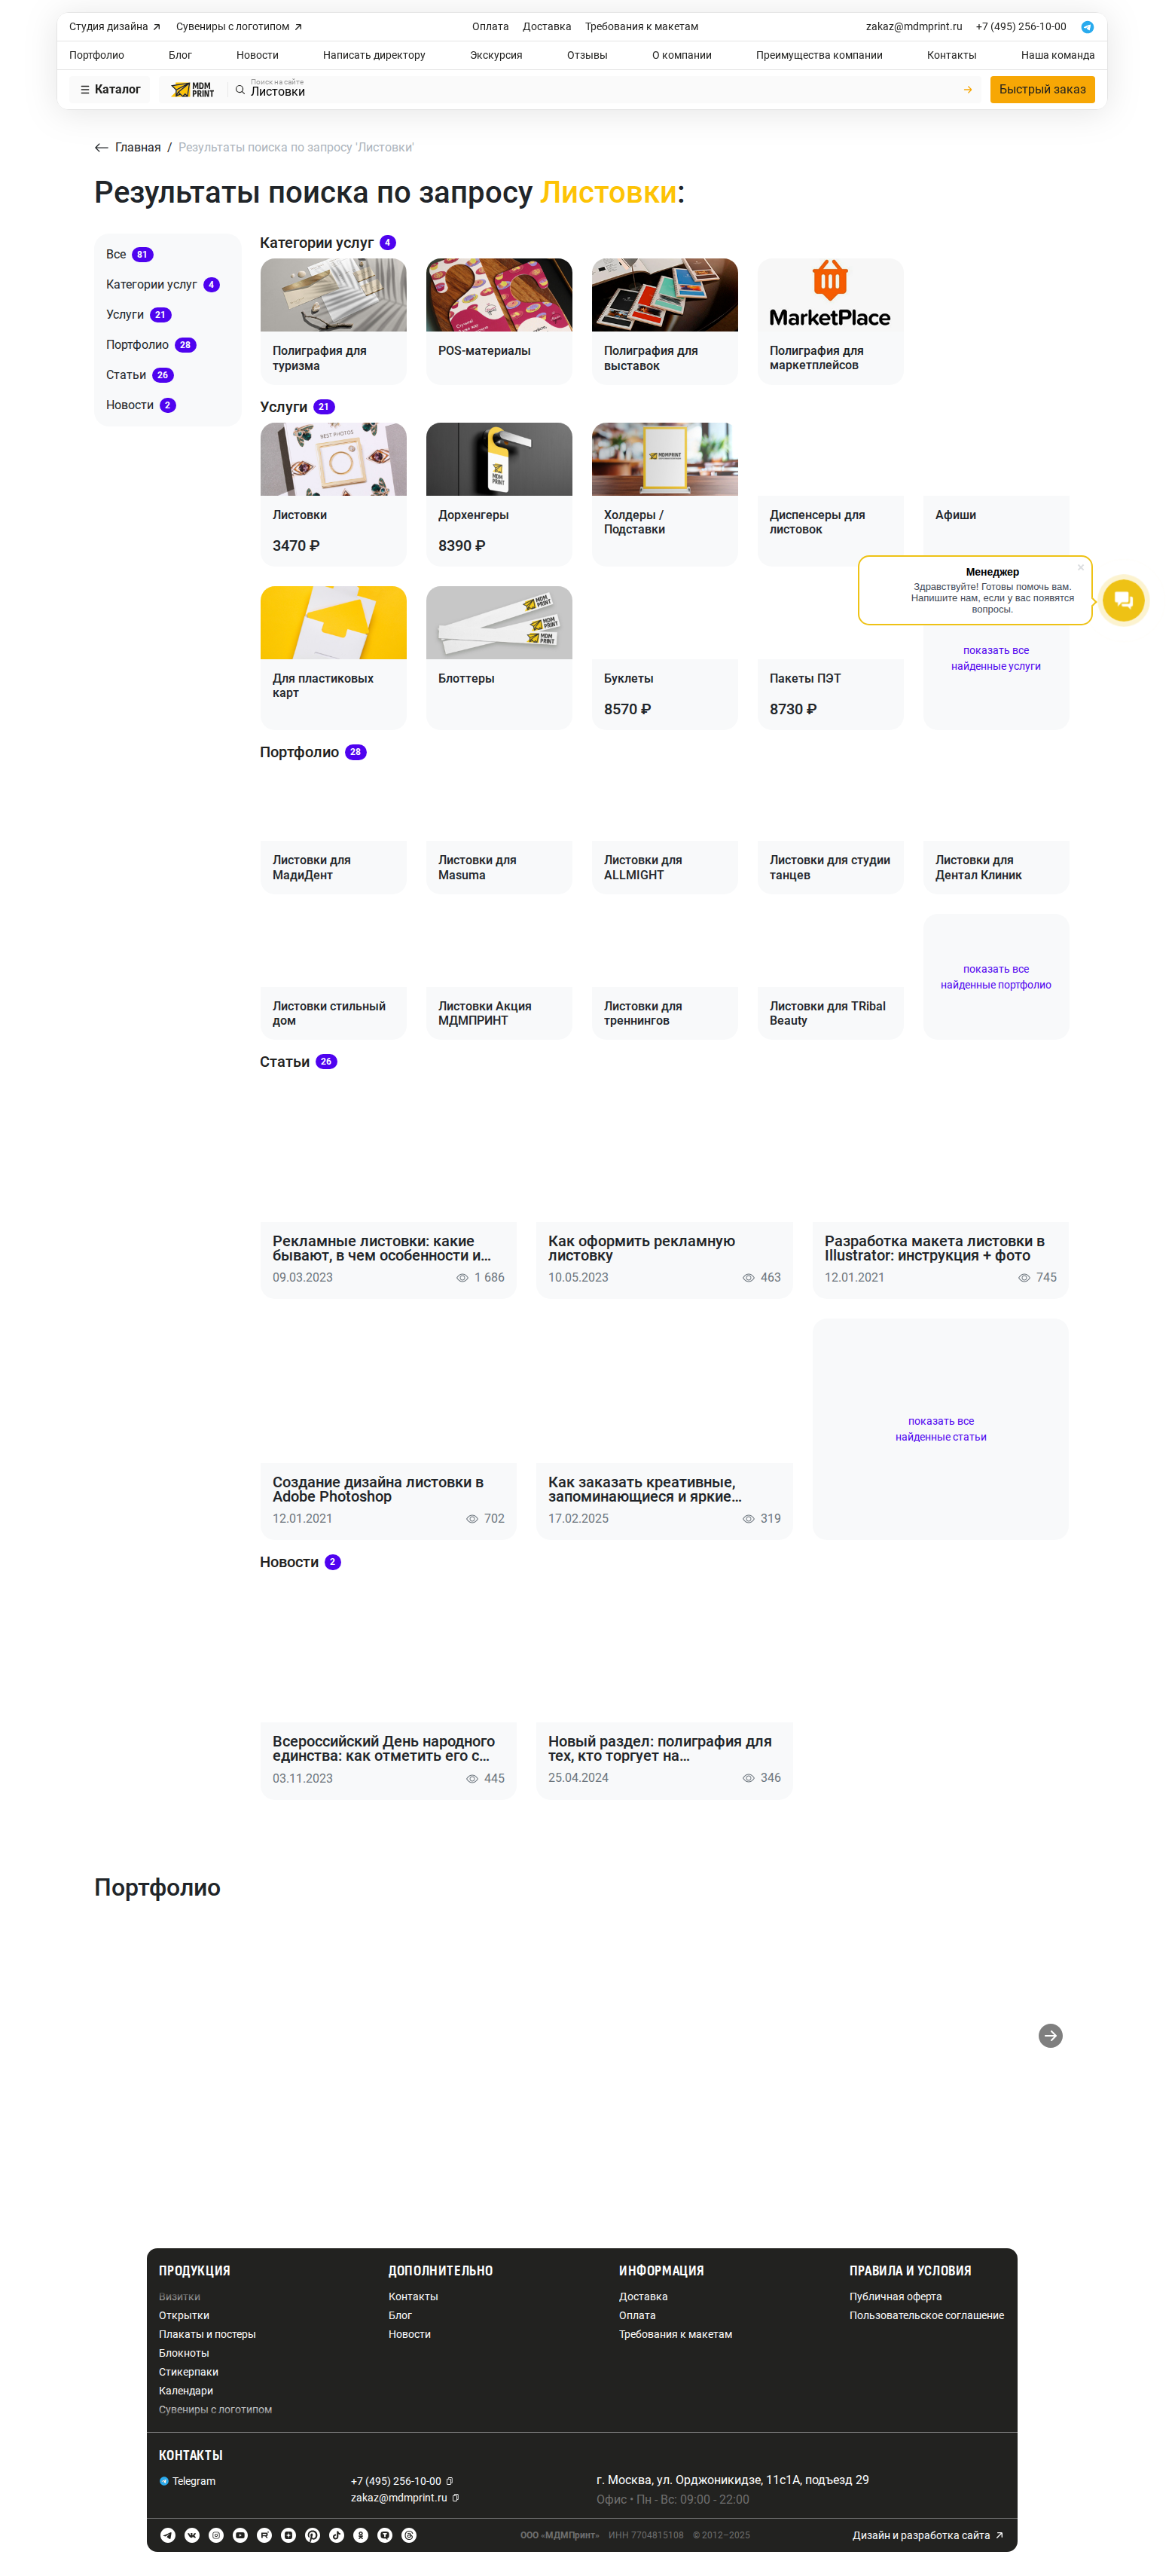 Студия дизайна
Сувениры с логотипом
Оплата
Доставка
Требования к макетам
zakaz@mdmprint.ru
+7 (495) 256-10-00
Портфолио
Блог
Новости
Написать директору
Экскурсия
Отзывы
О компании
Преимущества компании
Контакты
Наша команда
Каталог
MDM
PRINT
Поиск на сайте
Листовки
Быстрый заказ
Главная / Результаты поиска по запросу 'Листовки'
Результаты поиска по запросу Листовки:
Все 81
Категории услуг 4
Услуги 21
Портфолио 28
Статьи 26
Новости 2
Категории услуг 4
MarketPlace
Полиграфия для
туризма
POS-материалы
Полиграфия для
выставок
Полиграфия для
маркетплейсов
Услуги 21
BEST PHOTOS
MDM
PRINT
MDMPRINT
Листовки
3470 ₽
Дорхенгеры
8390 ₽
Холдеры /
Подставки
Диспенсеры для
листовок
Афиши
Менеджер
Здравствуйте! Готовы помочь вам.
Напишите нам, если у вас появятся
вопросы.
MDM
PRINT
MDM
PRINT
MDM
PRINT
Для пластиковых
карт
Блоттеры
Буклеты
8570 ₽
Пакеты ПЭТ
8730 ₽
показать все
найденные услуги
Портфолио 28
Листовки для
МадиДент
Листовки для
Masuma
Листовки для
ALLMIGHT
Листовки для студии
танцев
Листовки для
Дентал Клиник
Листовки стильный
дом
Листовки Акция
МДМПРИНТ
Листовки для
треннингов
Листовки для TRibal
Beauty
показать все
найденные портфолио
Статьи 26
Рекламные листовки: какие
бывают, в чем особенности и...
09.03.2023
1 686
Как оформить рекламную
листовку
10.05.2023
463
Разработка макета листовки в
Illustrator: инструкция + фото
12.01.2021
745
Создание дизайна листовки в
Adobe Photoshop
12.01.2021
702
Как заказать креативные,
запоминающиеся и яркие...
17.02.2025
319
показать все
найденные статьи
Новости 2
Всероссийский День народного
единства: как отметить его с...
03.11.2023
445
Новый раздел: полиграфия для
тех, кто торгует на...
25.04.2024
346
Портфолио
ПРОДУКЦИЯ
Визитки
Открытки
Плакаты и постеры
Блокноты
Стикерпаки
Календари
Сувениры с логотипом
ДОПОЛНИТЕЛЬНО
Контакты
Блог
Новости
ИНФОРМАЦИЯ
Доставка
Оплата
Требования к макетам
ПРАВИЛА И УСЛОВИЯ
Публичная оферта
Пользовательское соглашение
КОНТАКТЫ
Telegram
+7 (495) 256-10-00
zakaz@mdmprint.ru
г. Москва, ул. Орджоникидзе, 11с1А, подъезд 29
Офис • Пн - Вс: 09:00 - 22:00
ООО «МДМПринт»
ИНН 7704815108
© 2012–2025
Дизайн и разработка сайта